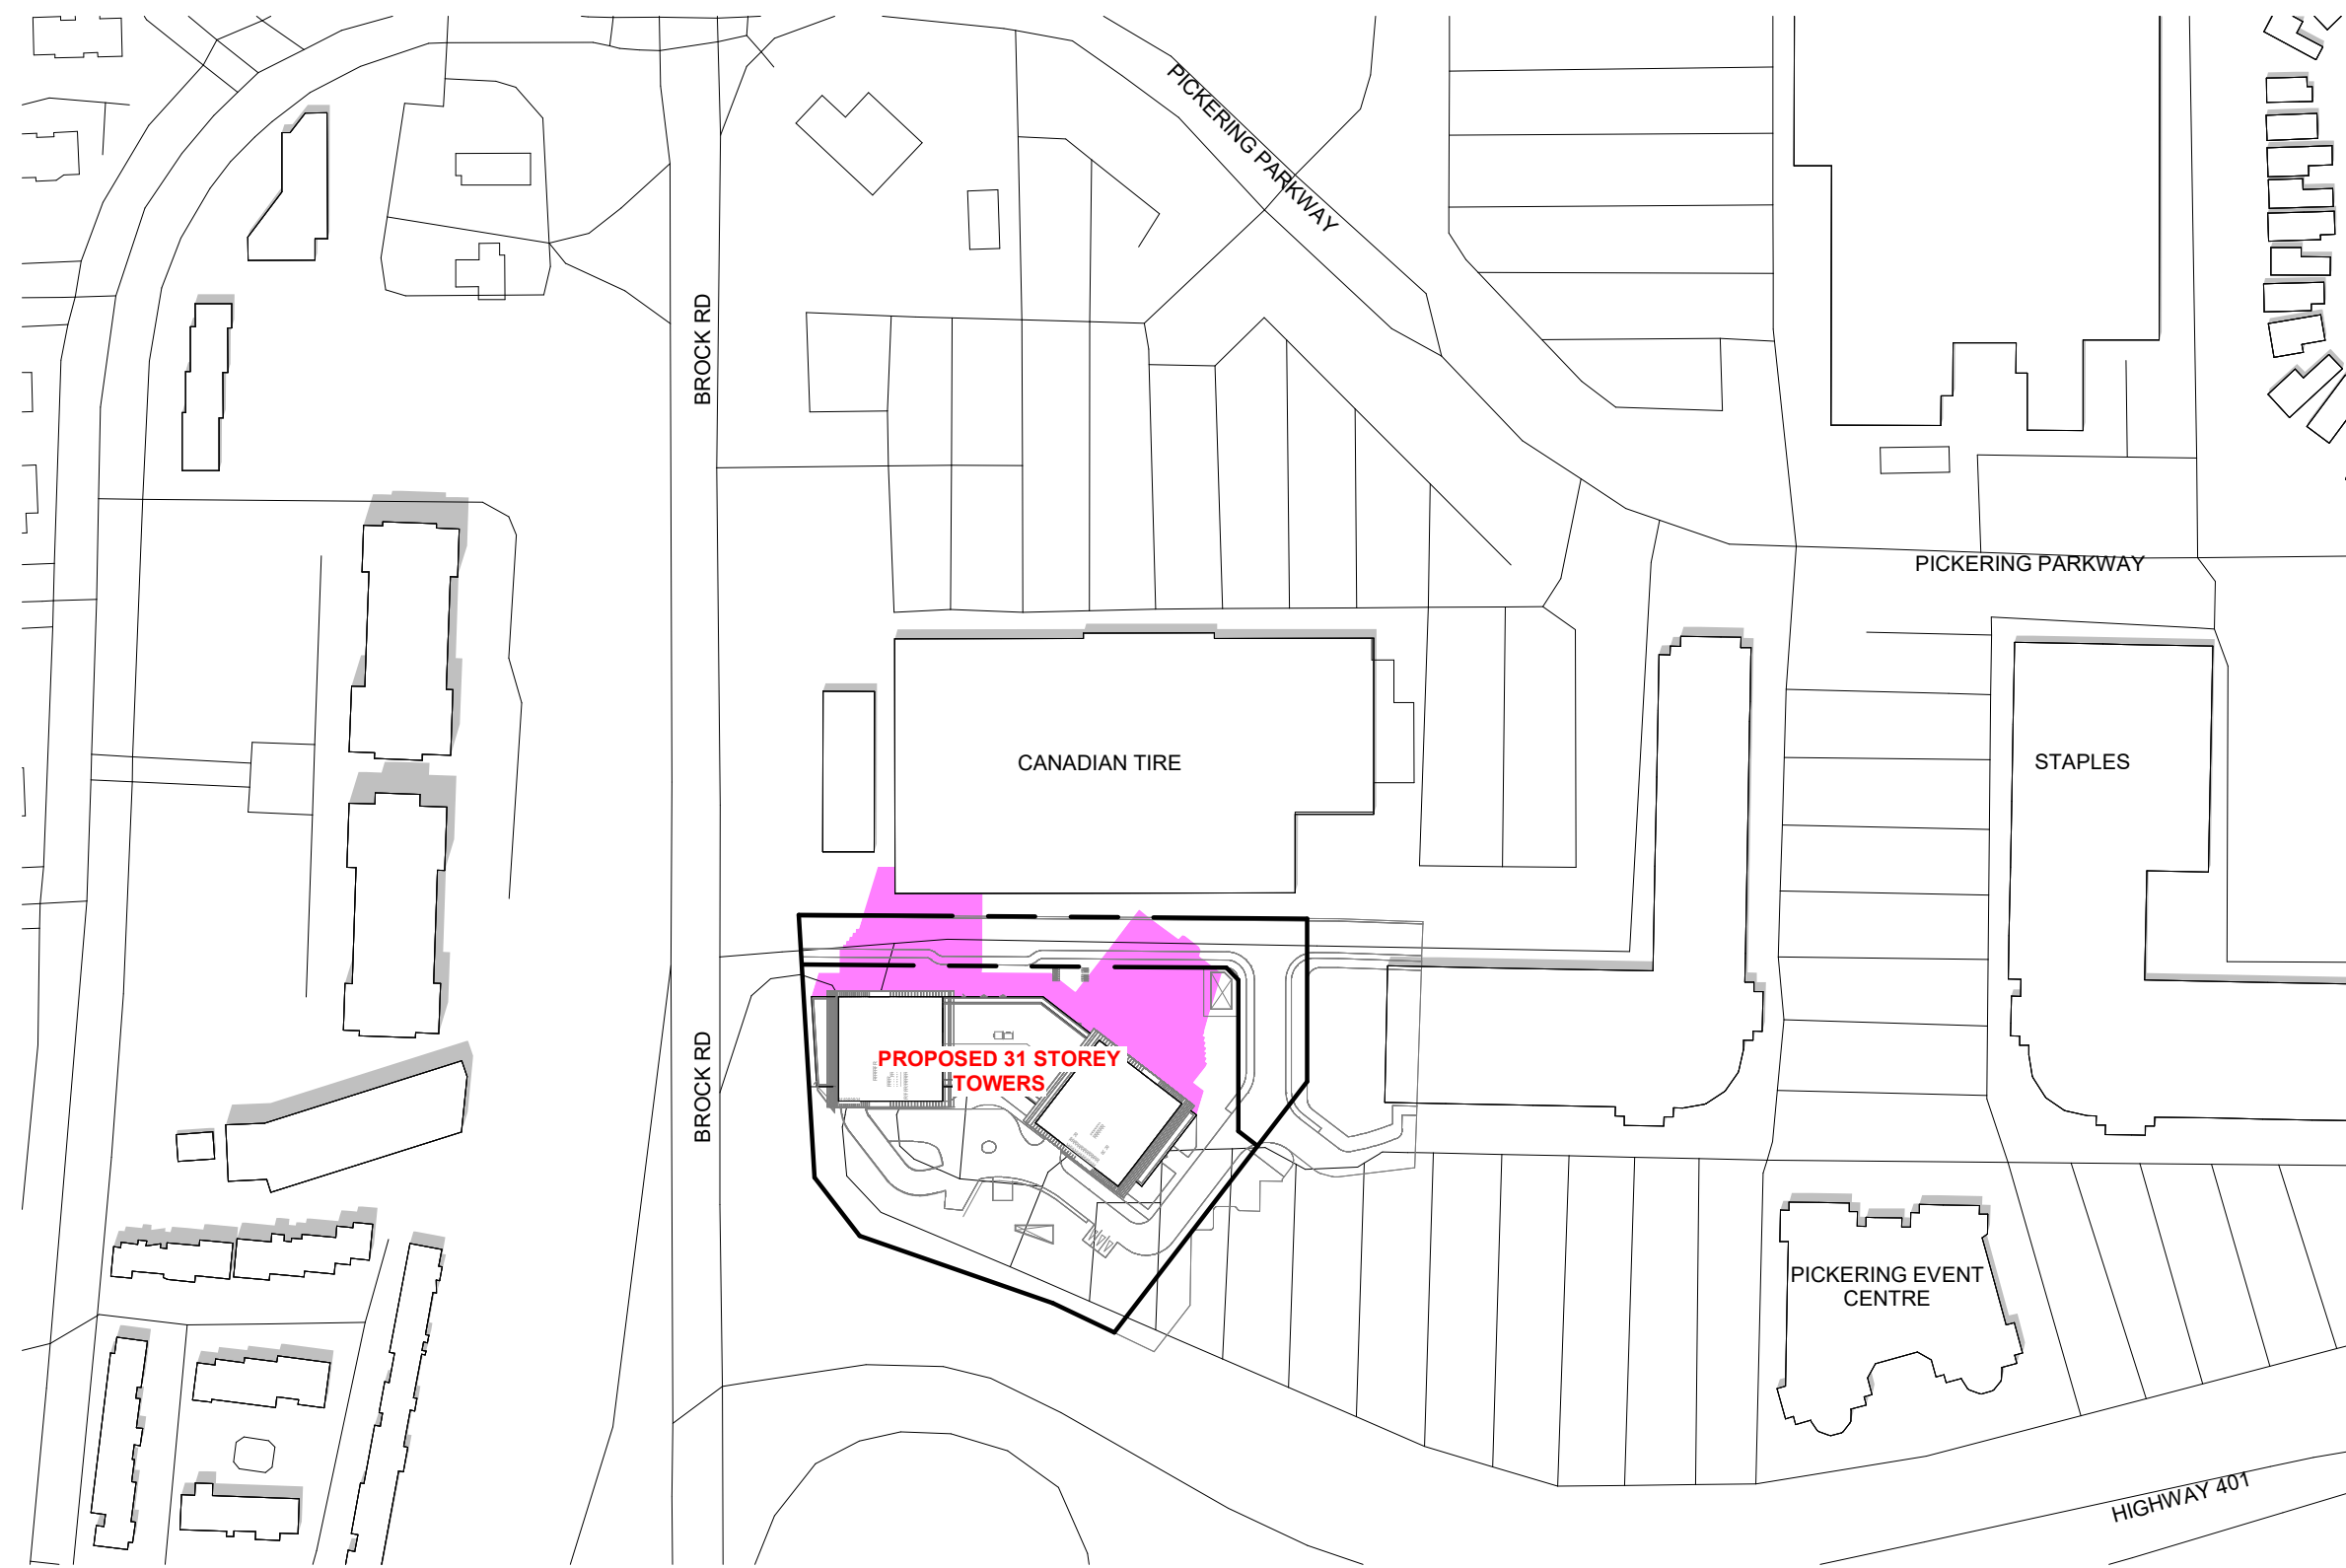 PICKERING PARKWAY
BROCK RD
PICKERING PARKWAY
CANADIAN TIRE
STAPLES
PROPOSED 31 STOREY
TOWERS
BROCK RD
PICKERING EVENT
CENTRE
HIGHWAY 401